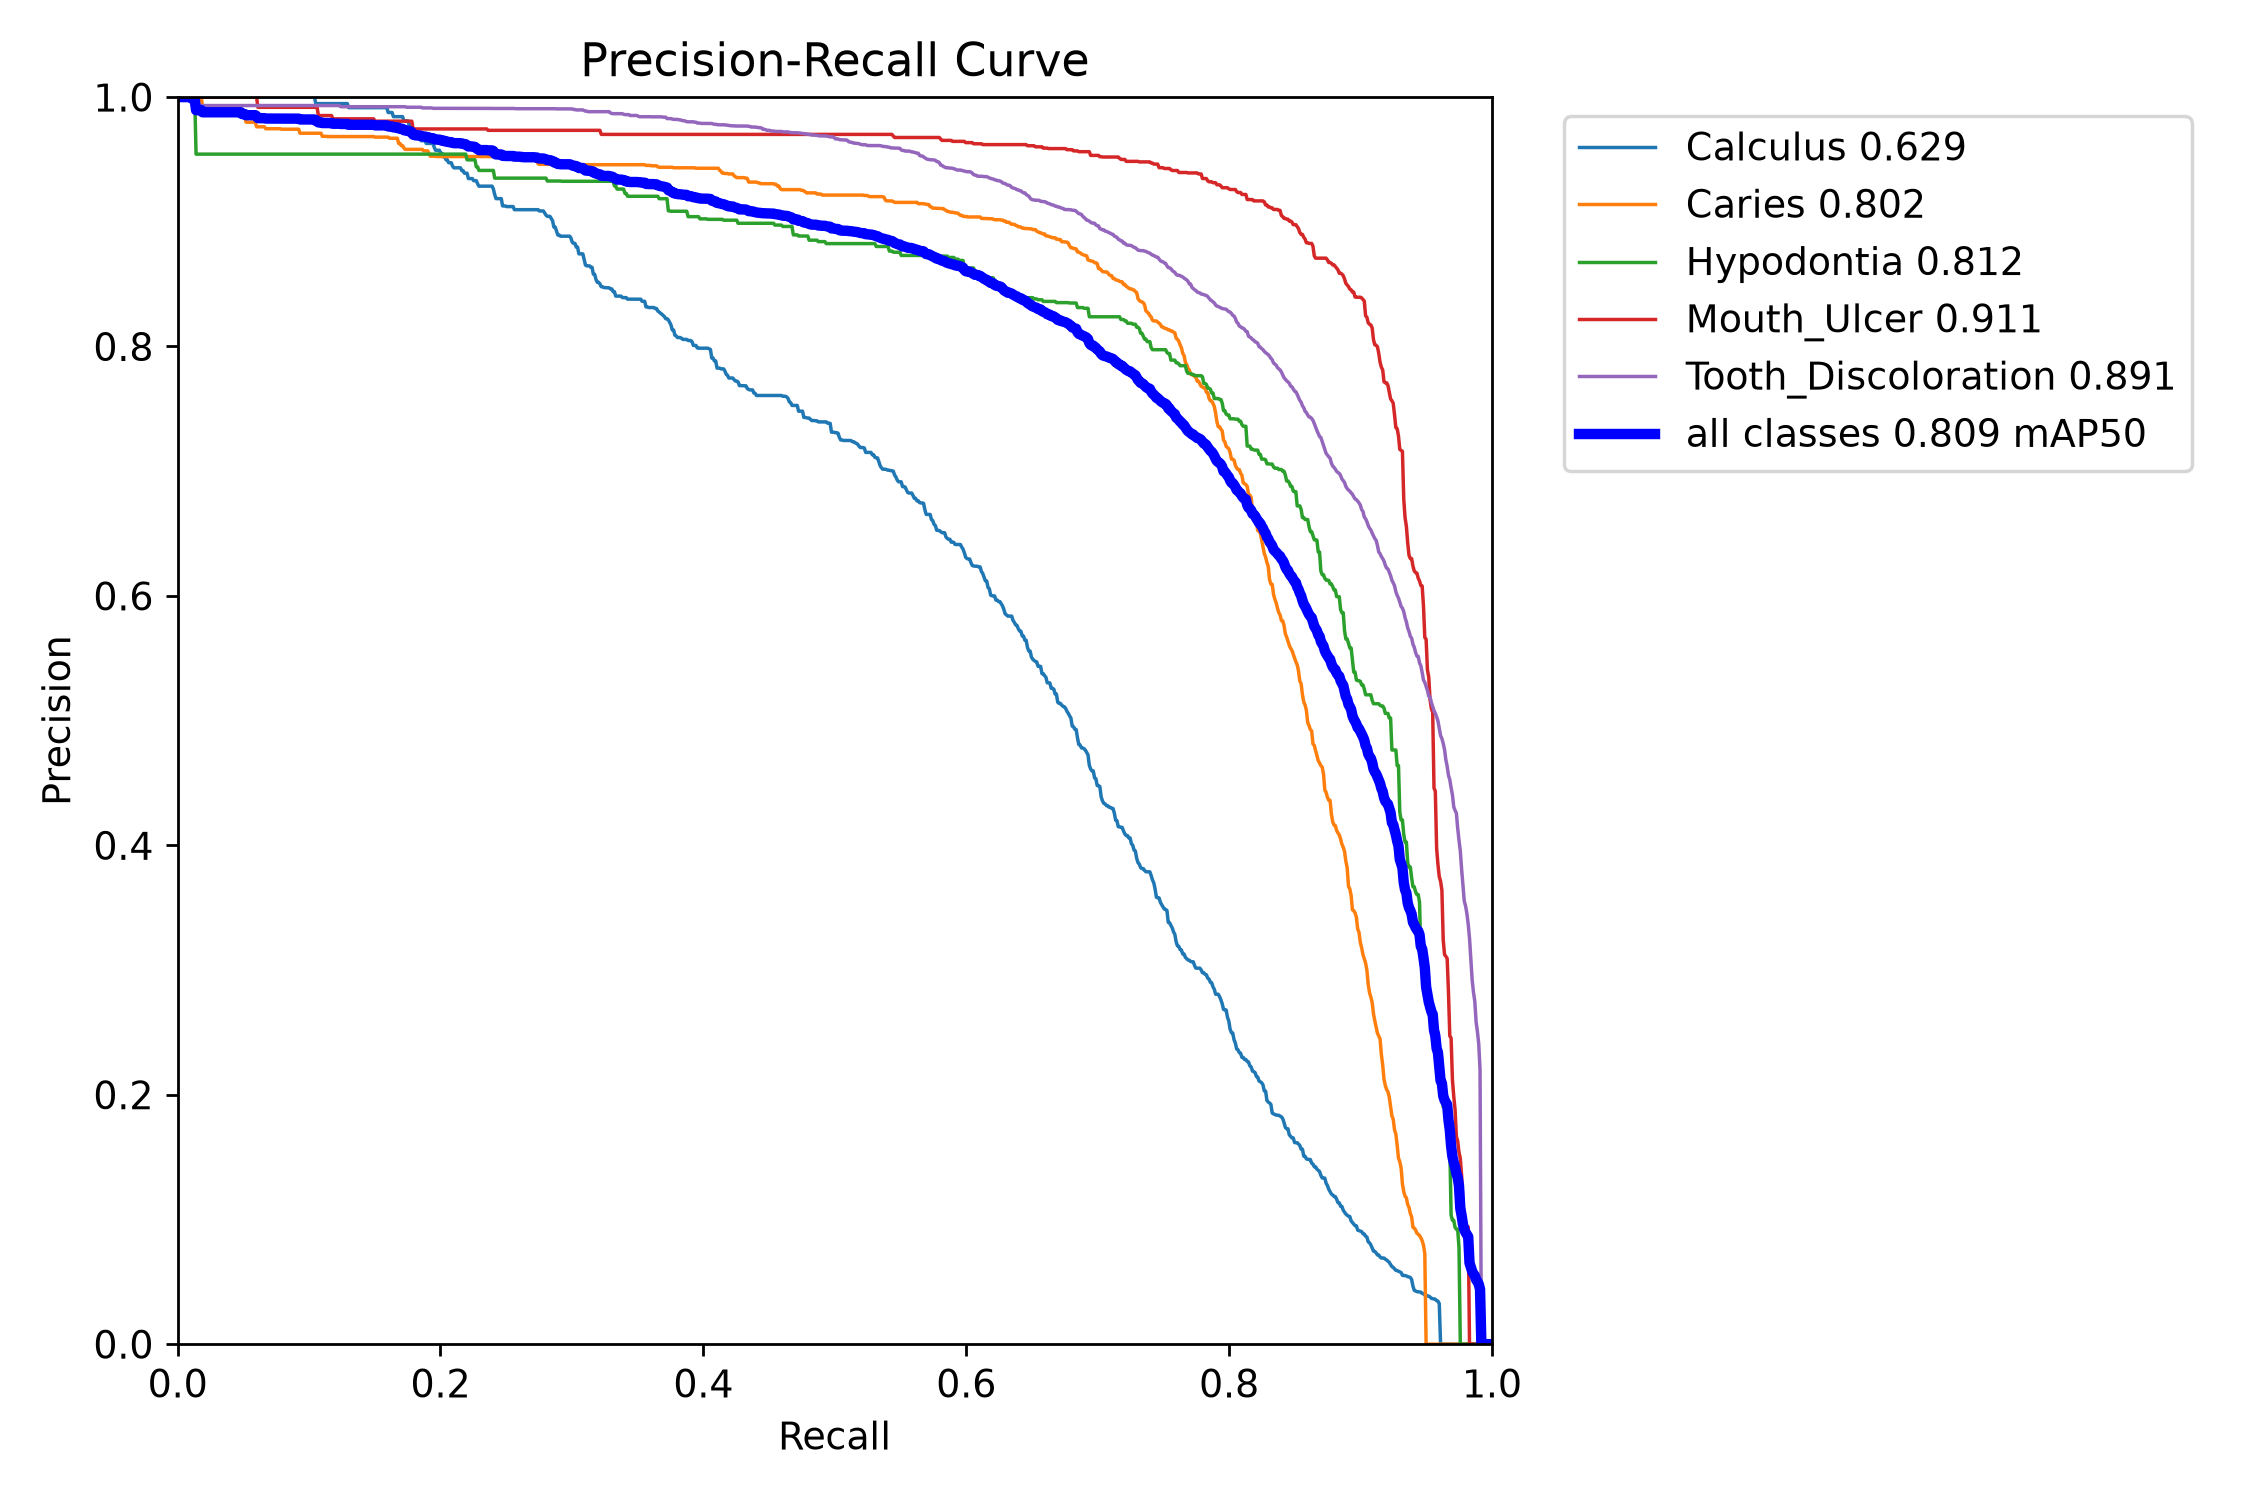 Precision-Recall Curve
1.0
0.8
0.6
0.4
0.2
0.0
Precision
0.0 0.2 0.4 0.6 0.8 1.0
Recall
Calculus 0.629
Caries 0.802
Hypodontia 0.812
Mouth_Ulcer 0.911
Tooth_Discoloration 0.891
all classes 0.809 mAP50